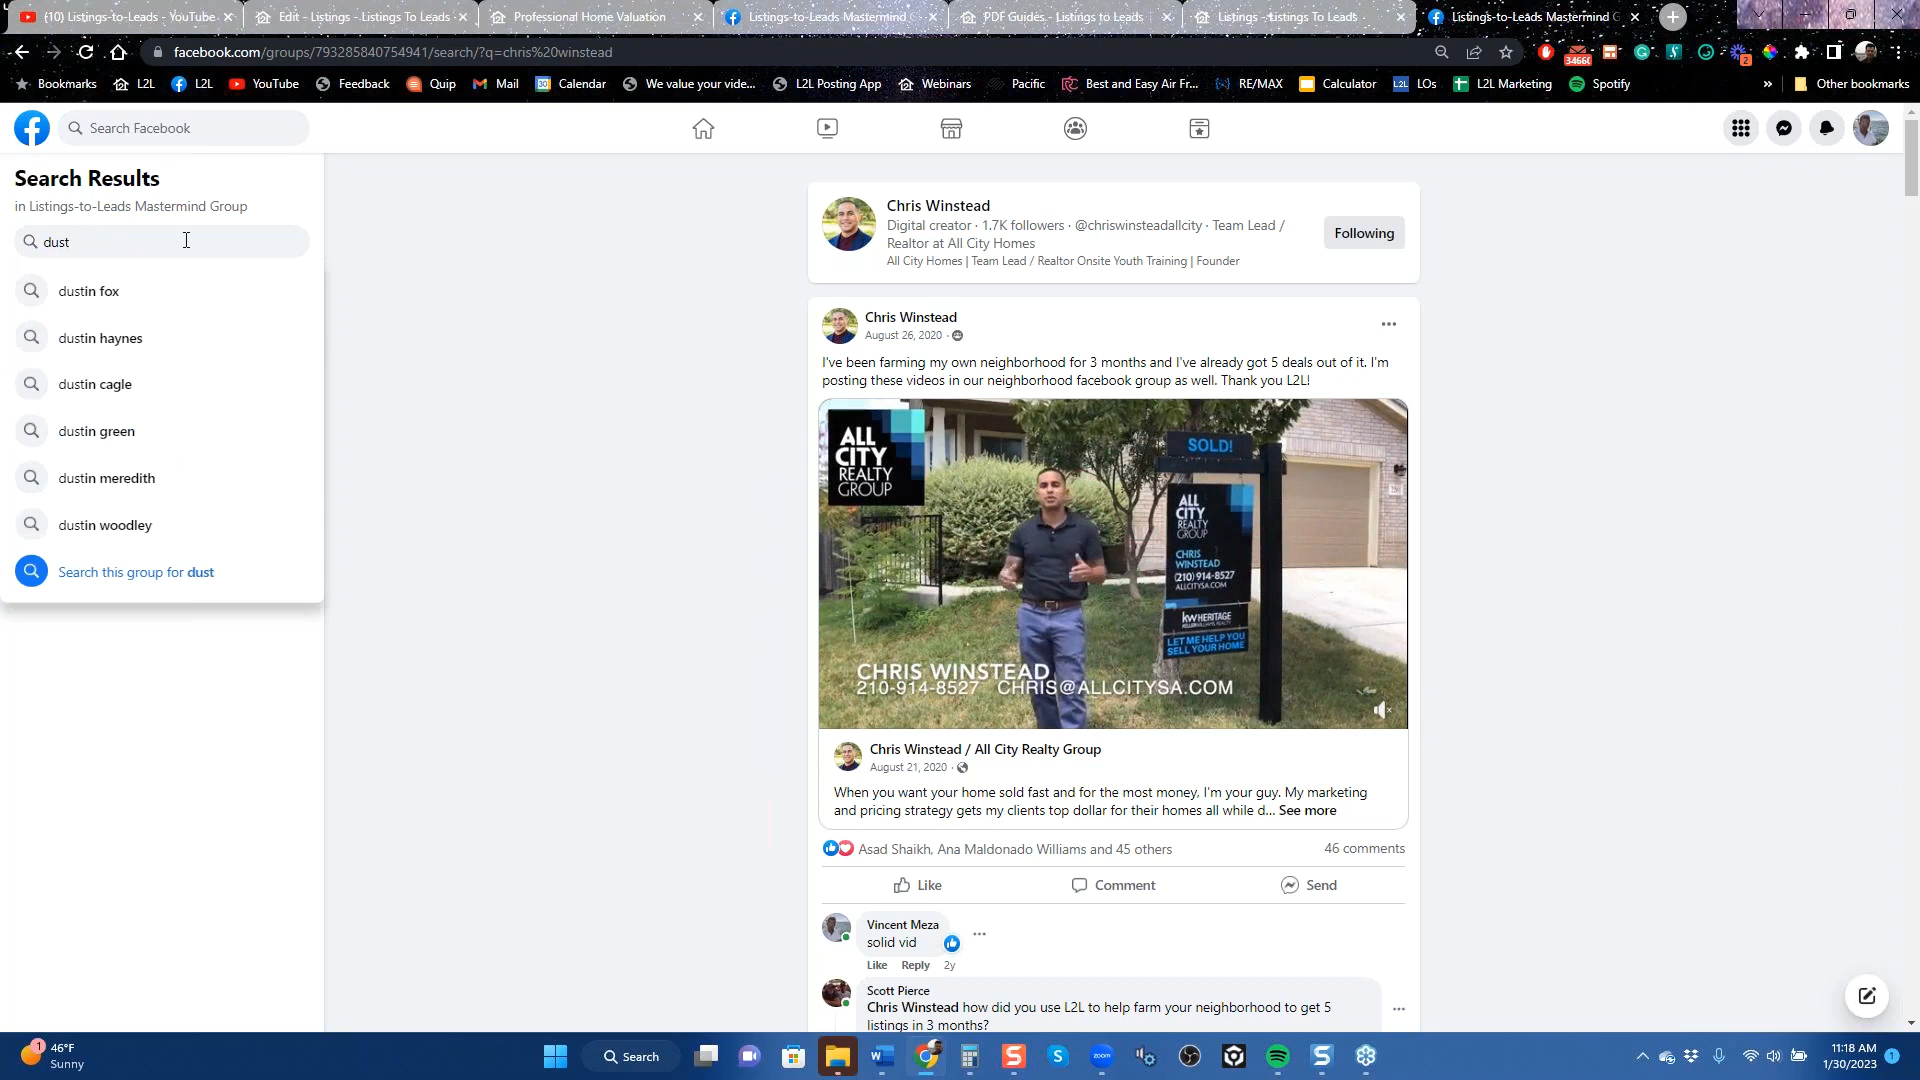 (10) Listings-to-Leads - YouTube
Edit - Listings - Listings To Leads
Professional Home Valuation
Listings-to-Leads Mastermind G
PDF Guides - Listings to Leads
Listings - Listings To Leads
Listings-to-Leads Mastermind G
facebook.com/groups/793285840754941/search/?q=chris%20winstead
34660
2
Bookmarks
L2L
L2L
YouTube
Feedback
Quip
Mail
Calendar
We value your vide...
L2L Posting App
Webinars
Pacific
Best and Easy Air Fr...
RE/MAX
Calculator
LOs
L2L Marketing
Spotify
»
Other bookmarks
Search Facebook
Search Results
in Listings-to-Leads Mastermind Group
dust
dustin fox
dustin haynes
dustin cagle
dustin green
dustin meredith
dustin woodley
Search this group for dust
Chris Winstead
Digital creator · 1.7K followers · @chriswinsteadallcity · Team Lead /
Realtor at All City Homes
All City Homes | Team Lead / Realtor Onsite Youth Training | Founder
Following
Chris Winstead
August 26, 2020 ·
I've been farming my own neighborhood for 3 months and I've already got 5 deals out of it. I'm
posting these videos in our neighborhood facebook group as well. Thank you L2L!
ALL
CITY
REALTY
GROUP
SOLD!
ALL
CITY
REALTY
GROUP
CHRIS
WINSTEAD
(210) 914-8527
ALLCITYSA.COM
kw HERITAGE
KELLERWILLIAMS. REALTY
LET ME HELP YOU
SELL YOUR HOME
CHRIS WINSTEAD
210-914-8527 CHRIS@ALLCITYSA.COM
Chris Winstead / All City Realty Group
August 21, 2020 ·
When you want your home sold fast and for the most money, I'm your guy. My marketing
and pricing strategy gets my clients top dollar for their homes all while d... See more
Asad Shaikh, Ana Maldonado Williams and 45 others
46 comments
Like
Comment
Send
Vincent Meza
solid vid
Like Reply 2y
Scott Pierce
Chris Winstead how did you use L2L to help farm your neighborhood to get 5
listings in 3 months?
1
46°F
Sunny
Search
zoom
11:18 AM
1/30/2023
1